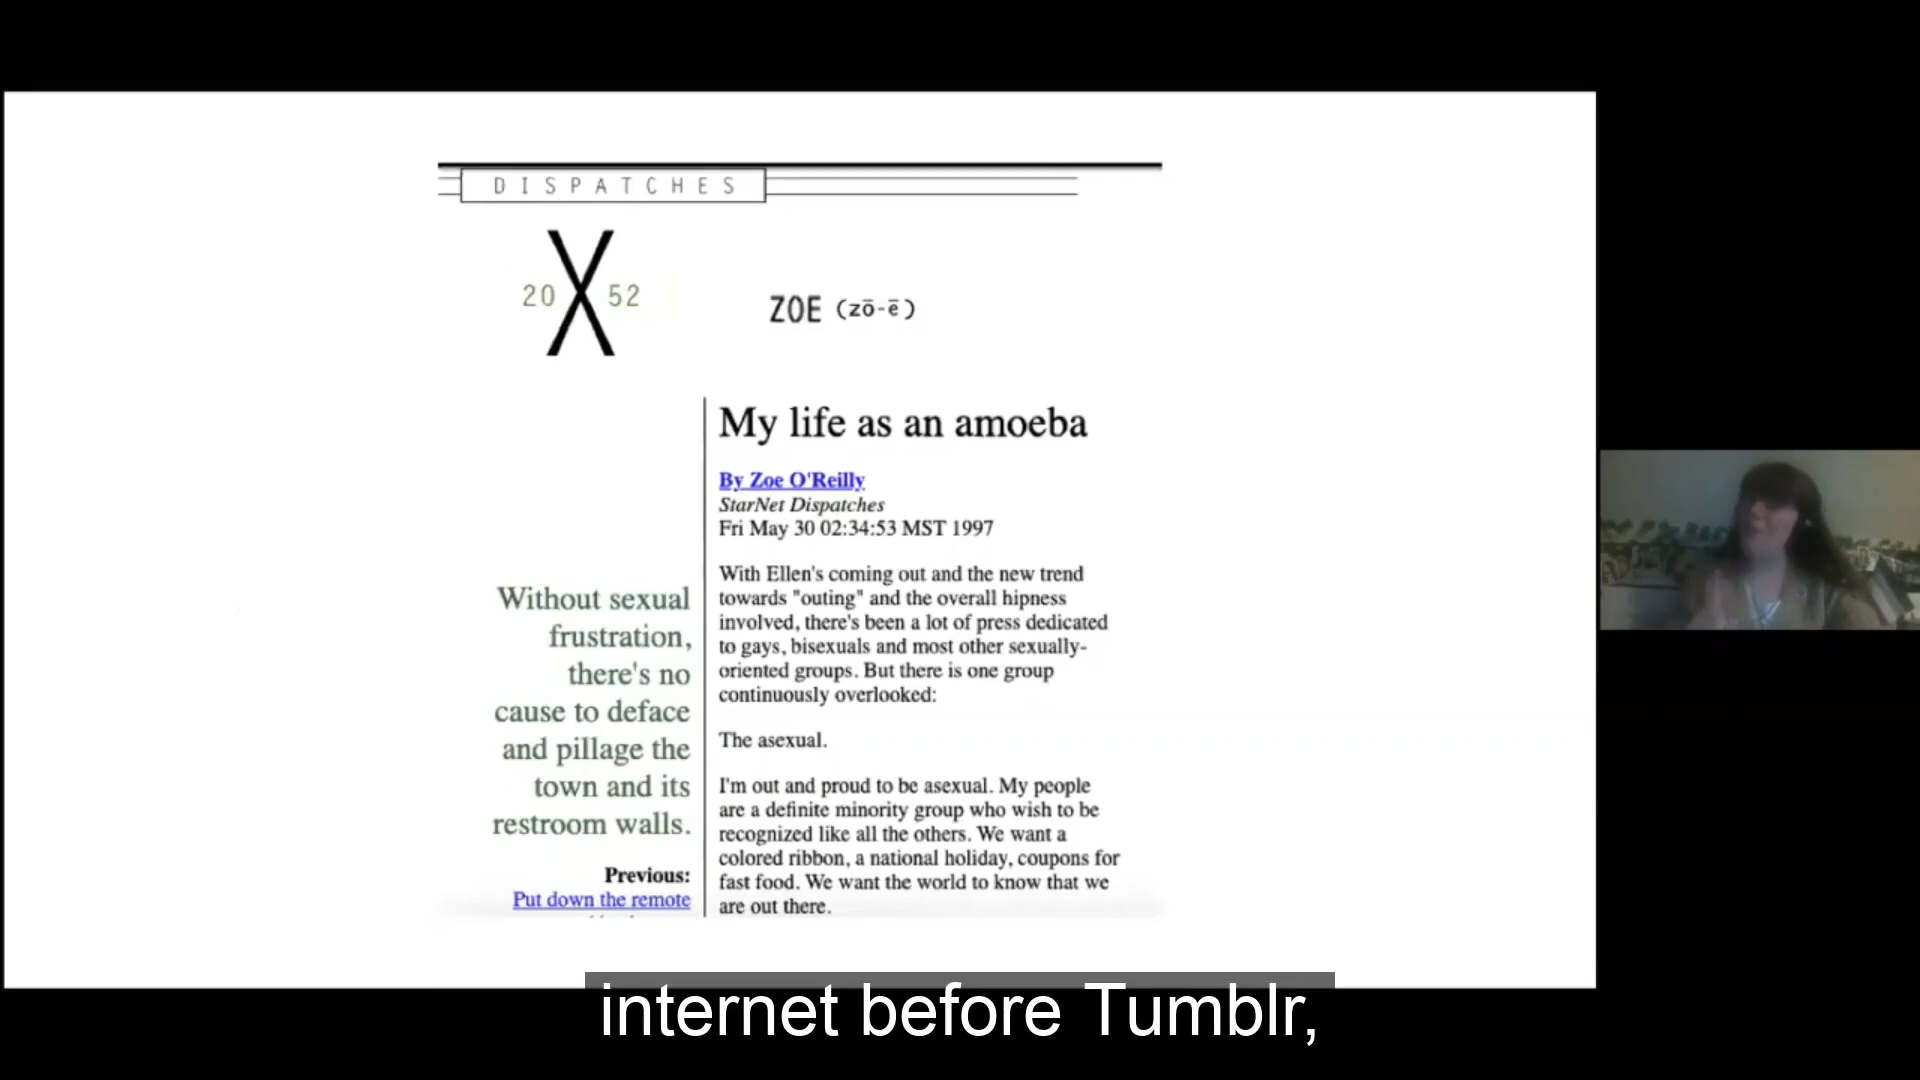 DISPATCHES
20 X 52
ZOE (zō-ē)
My life as an amoeba
By Zoe O'Reilly
StarNet Dispatches
Fri May 30 02:34:53 MST 1997
With Ellen's coming out and the new trend
towards "outing" and the overall hipness
involved, there's been a lot of press dedicated
to gays, bisexuals and most other sexually-
oriented groups. But there is one group
continuously overlooked:
The asexual.
I'm out and proud to be asexual. My people
are a definite minority group who wish to be
recognized like all the others. We want a
colored ribbon, a national holiday, coupons for
fast food. We want the world to know that we
are out there.
Without sexual
frustration,
there's no
cause to deface
and pillage the
town and its
restroom walls.
Previous:
Put down the remote
internet before Tumblr,